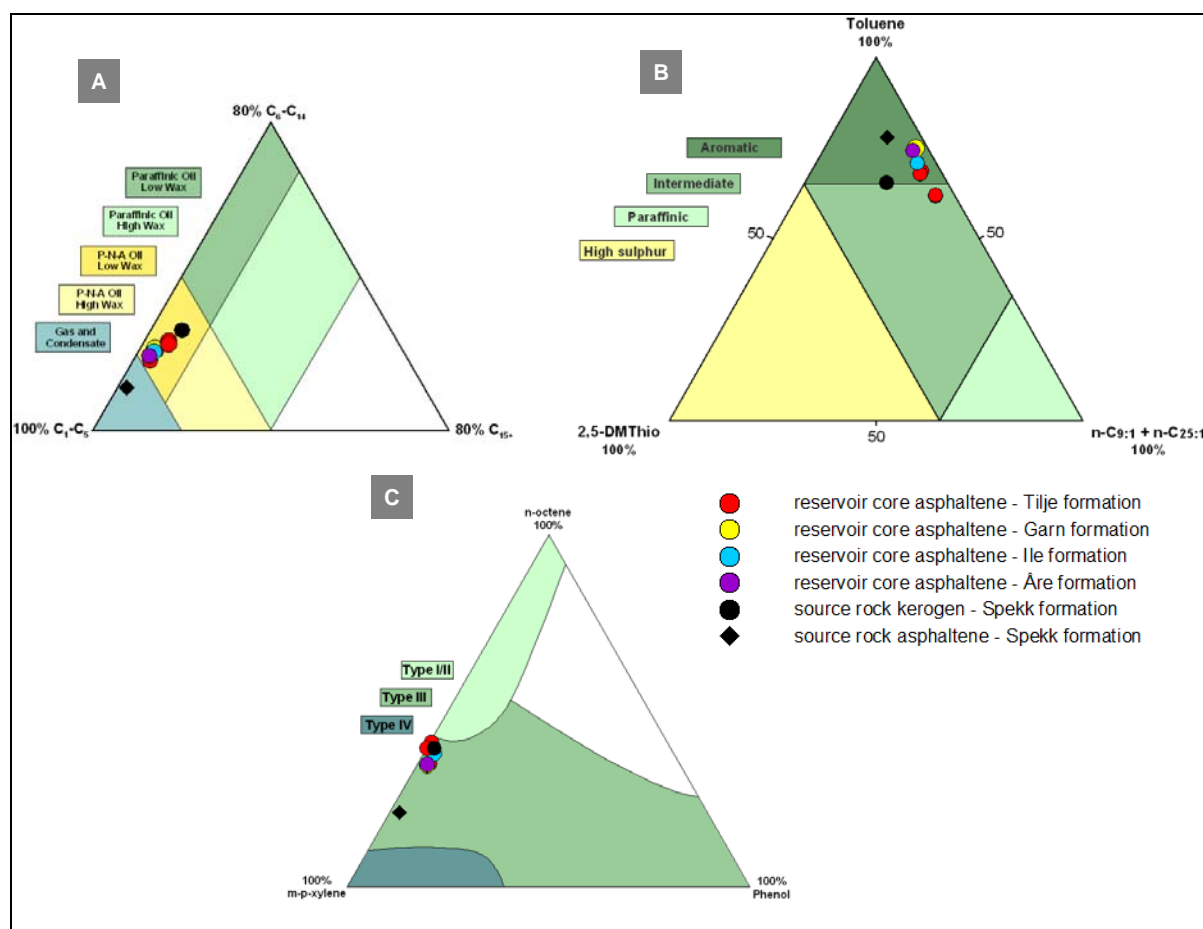 A
80% C₆-C₁₄
Paraffinic Oil
Low Wax
Paraffinic Oil
High Wax
P-N-A Oil
Low Wax
P-N-A Oil
High Wax
Gas and
Condensate
100% C₁-C₅
80% C₁₅₊
B
Toluene
100%
Aromatic
Intermediate
Paraffinic
High sulphur
50
50
2,5-DMThio
100%
50
n-C9:1 + n-C25:1
100%
C
n-octene
100%
Type I/II
Type III
Type IV
100%
m-p-xylene
100%
Phenol
reservoir core asphaltene - Tilje formation
reservoir core asphaltene - Garn formation
reservoir core asphaltene - Ile formation
reservoir core asphaltene - Åre formation
source rock kerogen - Spekk formation
source rock asphaltene - Spekk formation